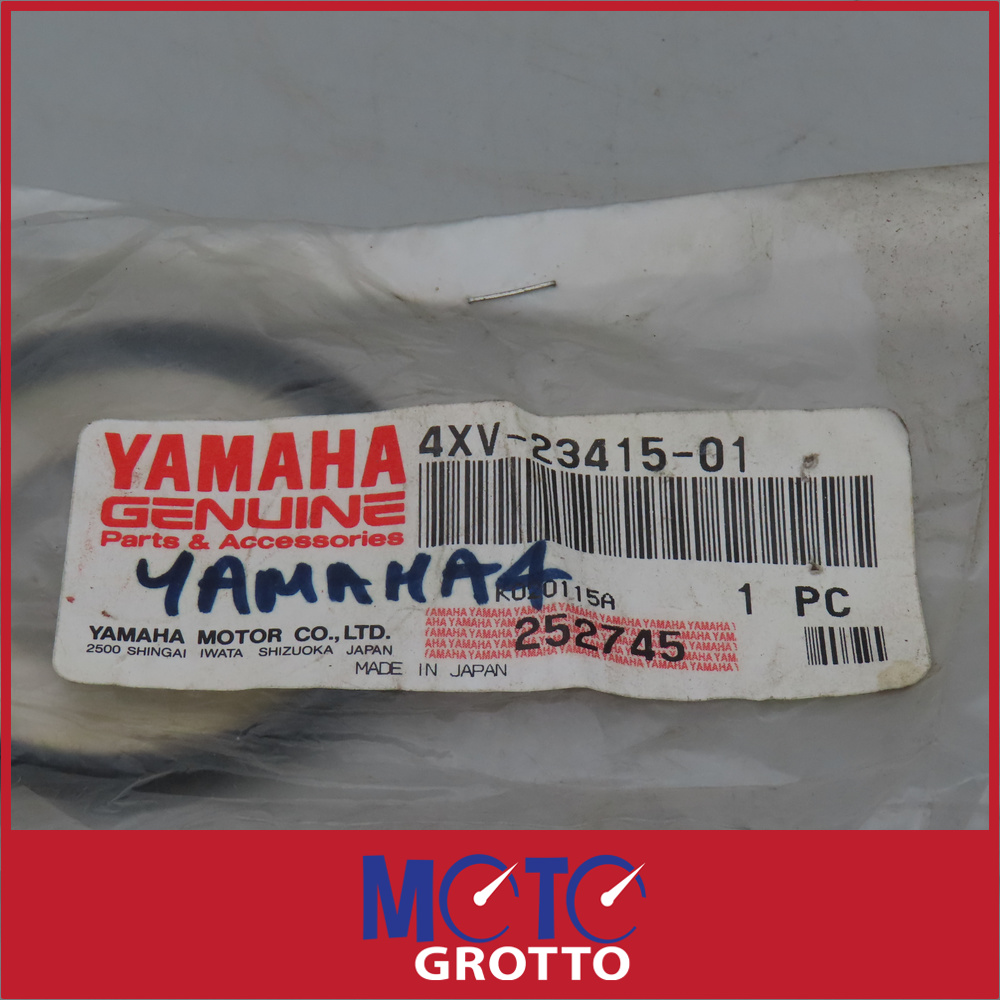 YAMAHA
GENUINE
Parts & Accessories
4XV-23415-01
YAMAHA4
1 PC
252745
YAMAHA MOTOR CO., LTD.
2500 SHINGAI IWATA SHIZUOKA JAPAN
MADE IN JAPAN
MOTO
GROTTO